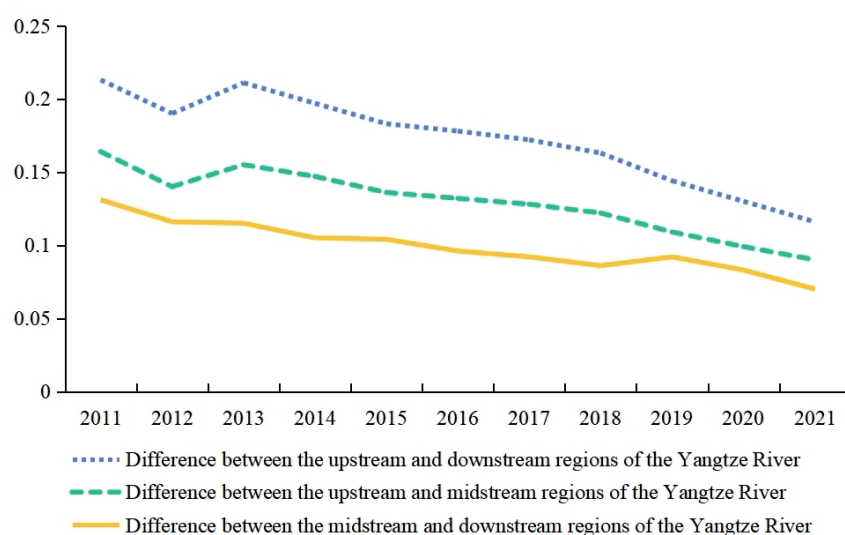 0.25
0.2
0.15
0.1
0.05
0
2011 2012 2013 2014 2015 2016 2017 2018 2019 2020 2021
Difference between the upstream and downstream regions of the Yangtze River
Difference between the upstream and midstream regions of the Yangtze River
Difference between the midstream and downstream regions of the Yangtze River